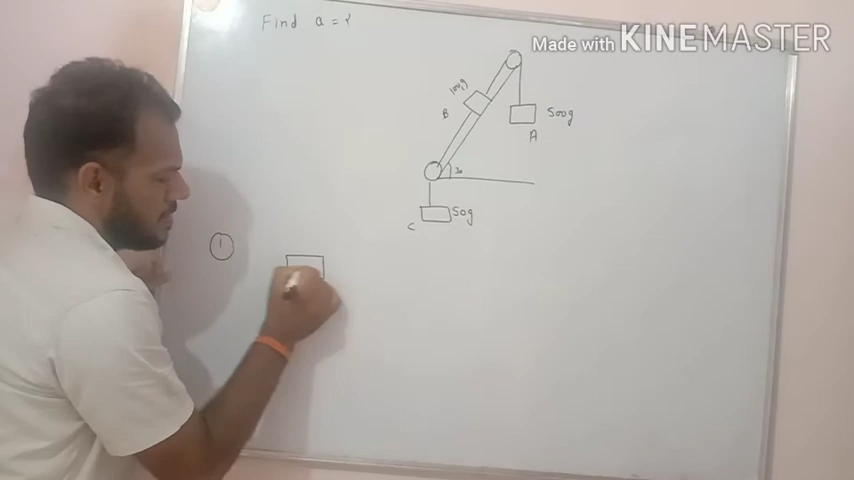 Find a = ?
Made with KINEMASTER
100g
B
500g
A
30
50g
C
1